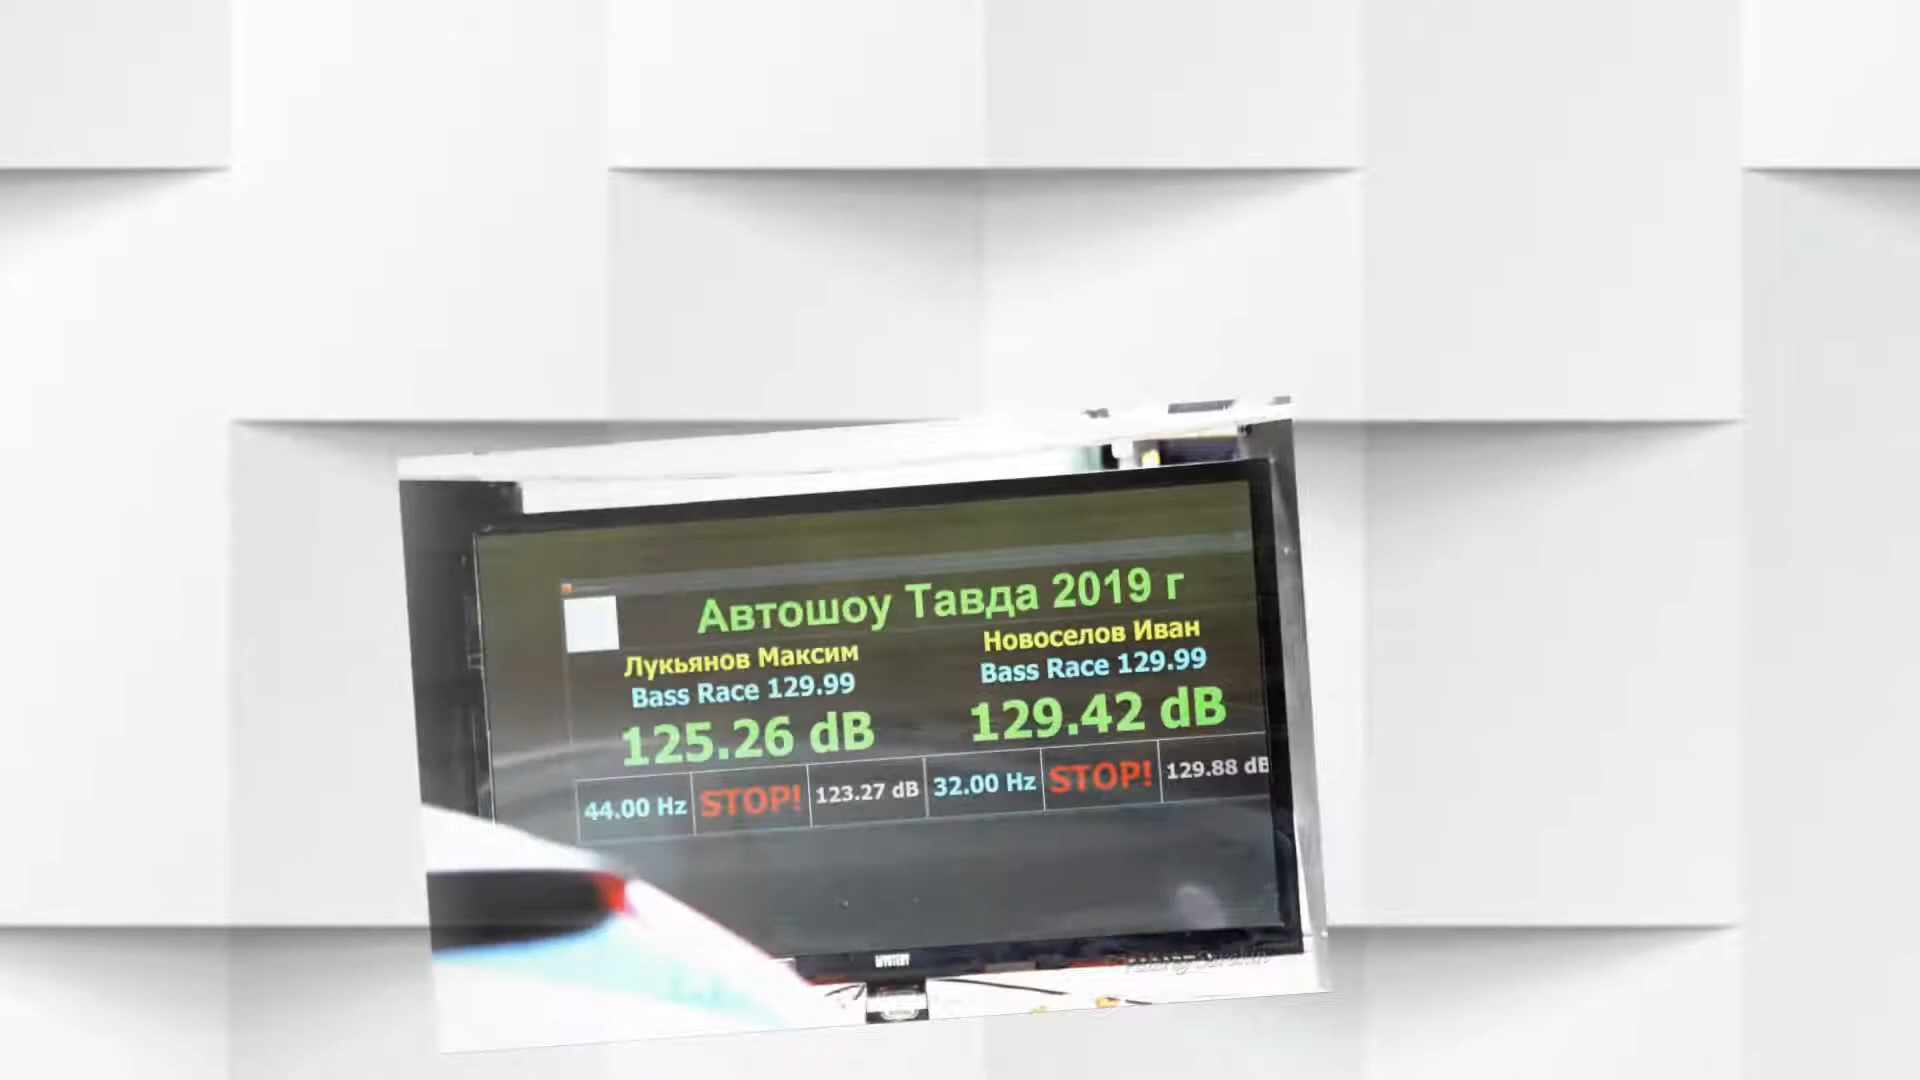 Автошоу Тавда 2019 г
Лукьянов Максим
Bass Race 129.99
125.26 dB
44.00 Hz STOP! 123.27 dB
Новоселов Иван
Bass Race 129.99
129.42 dB
32.00 Hz STOP! 129.88 dB
MYSTERY